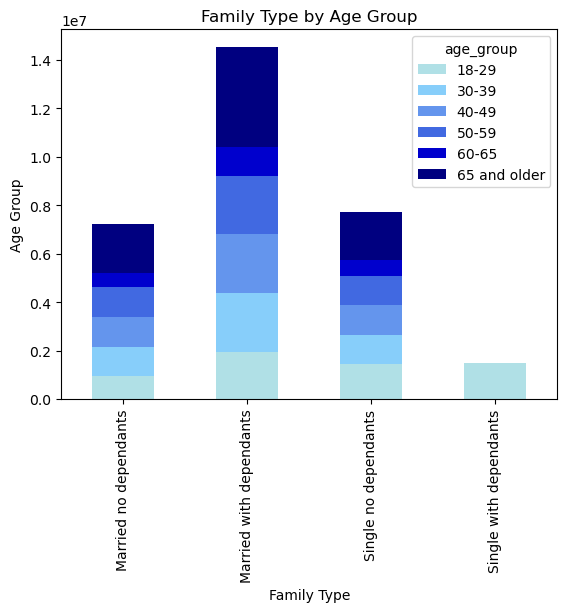 Family Type by Age Group
1e7
age_group
18-29
30-39
40-49
50-59
60-65
65 and older
Age Group
1.4
1.2
1.0
0.8
0.6
0.4
0.2
0.0
Married no dependants
Married with dependants
Single no dependants
Single with dependants
Family Type